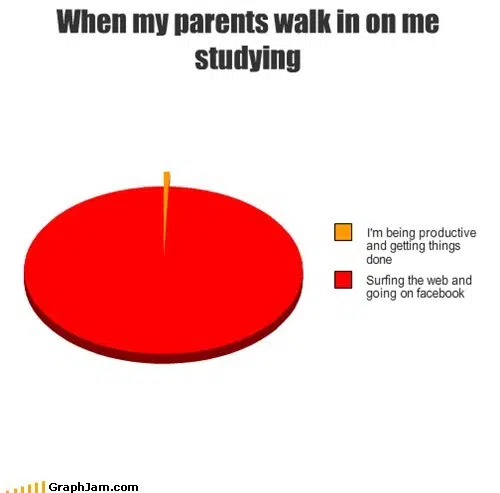 When my parents walk in on me
studying
I'm being productive
and getting things
done
Surfing the web and
going on facebook
GraphJam.com